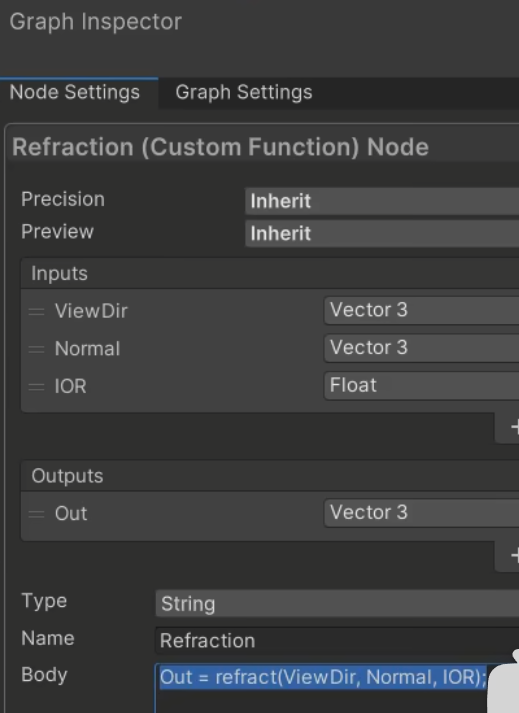 Graph Inspector
Node Settings Graph Settings
Refraction (Custom Function) Node
Precision Inherit
Preview Inherit
Inputs
ViewDir Vector 3
Normal Vector 3
IOR Float
+
Outputs
Out Vector 3
+
Type String
Name Refraction
Body Out = refract(ViewDir, Normal, IOR);